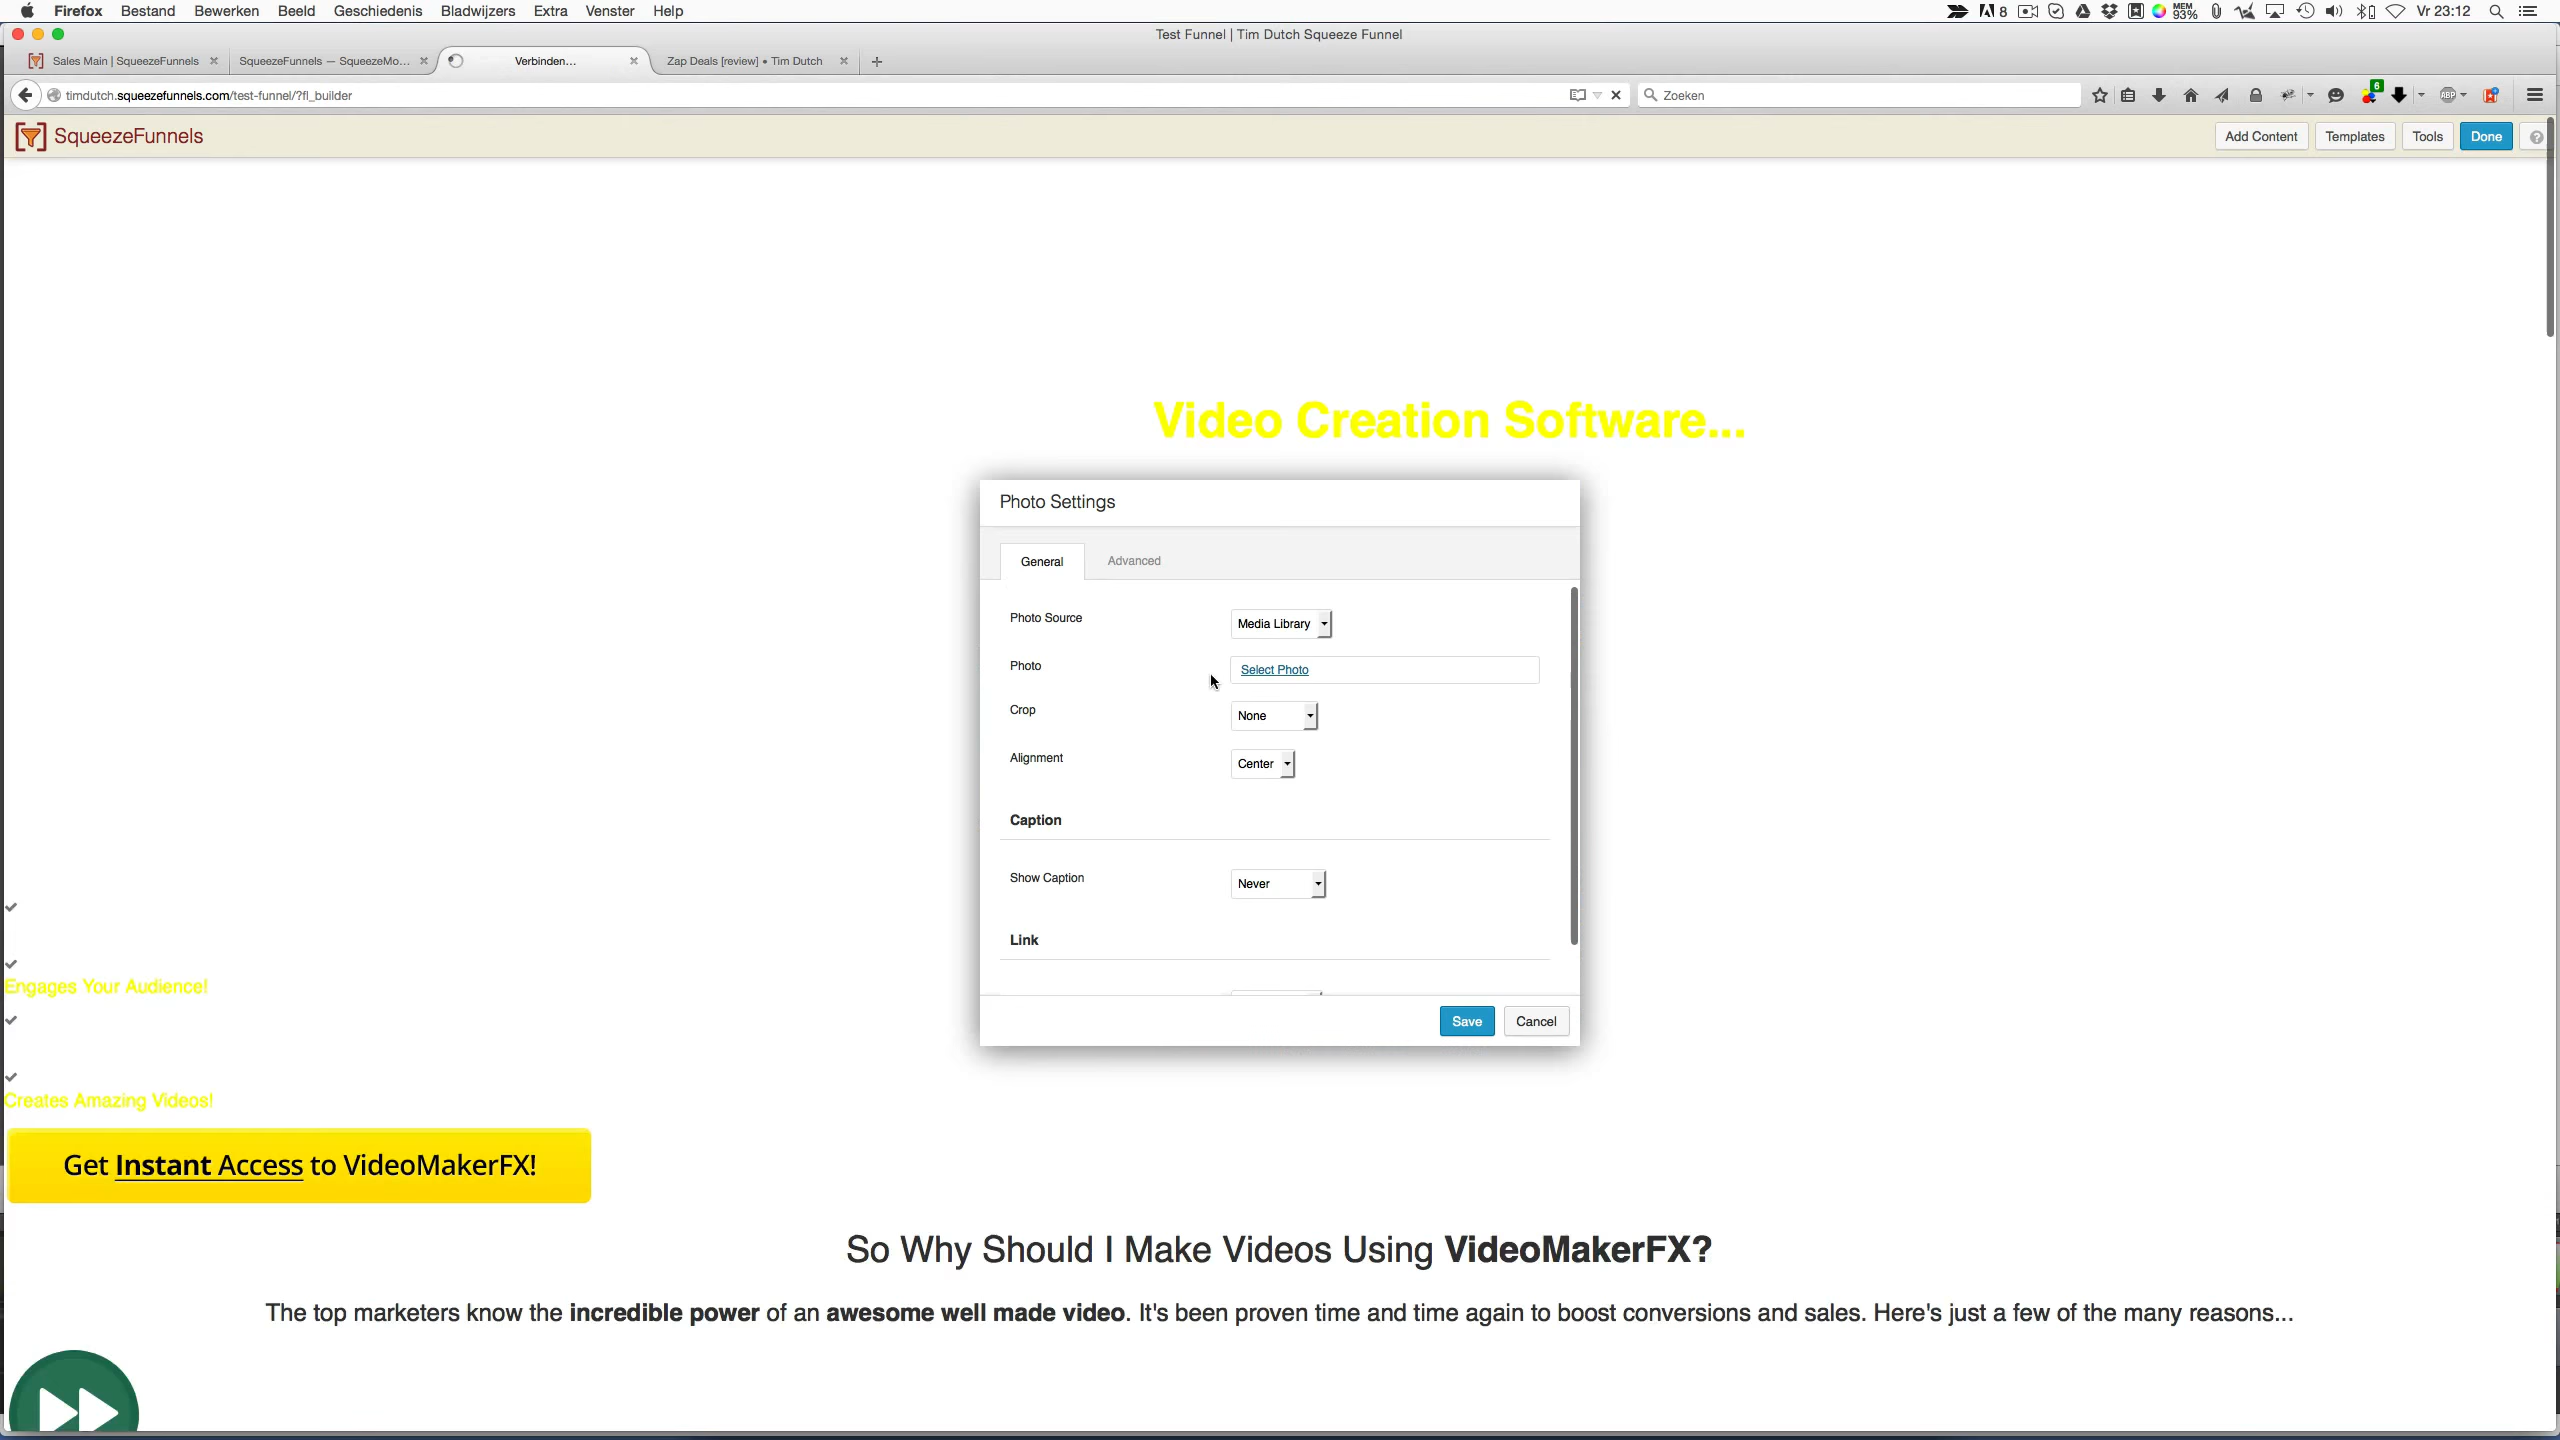 Firefox Bestand Bewerken Beeld Geschiedenis Bladwijzers Extra Venster Help 8 MEM 93% Vr 23:12
Test Funnel | Tim Dutch Squeeze Funnel
Sales Main | SqueezeFunnels SqueezeFunnels — SqueezeMo... Verbinden... Zap Deals [review] • Tim Dutch
timdutch.squeezefunnels.com/test-funnel/?fl_builder Zoeken 6 ABP
SqueezeFunnels Add Content Templates Tools Done ?
Video Creation Software...
Photo Settings
General Advanced
Photo Source Media Library
Photo Select Photo
Crop None
Alignment Center
Caption
Show Caption Never
Link
Save Cancel
Engages Your Audience!
Creates Amazing Videos!
Get Instant Access to VideoMakerFX!
So Why Should I Make Videos Using VideoMakerFX?
The top marketers know the incredible power of an awesome well made video. It's been proven time and time again to boost conversions and sales. Here's just a few of the many reasons...